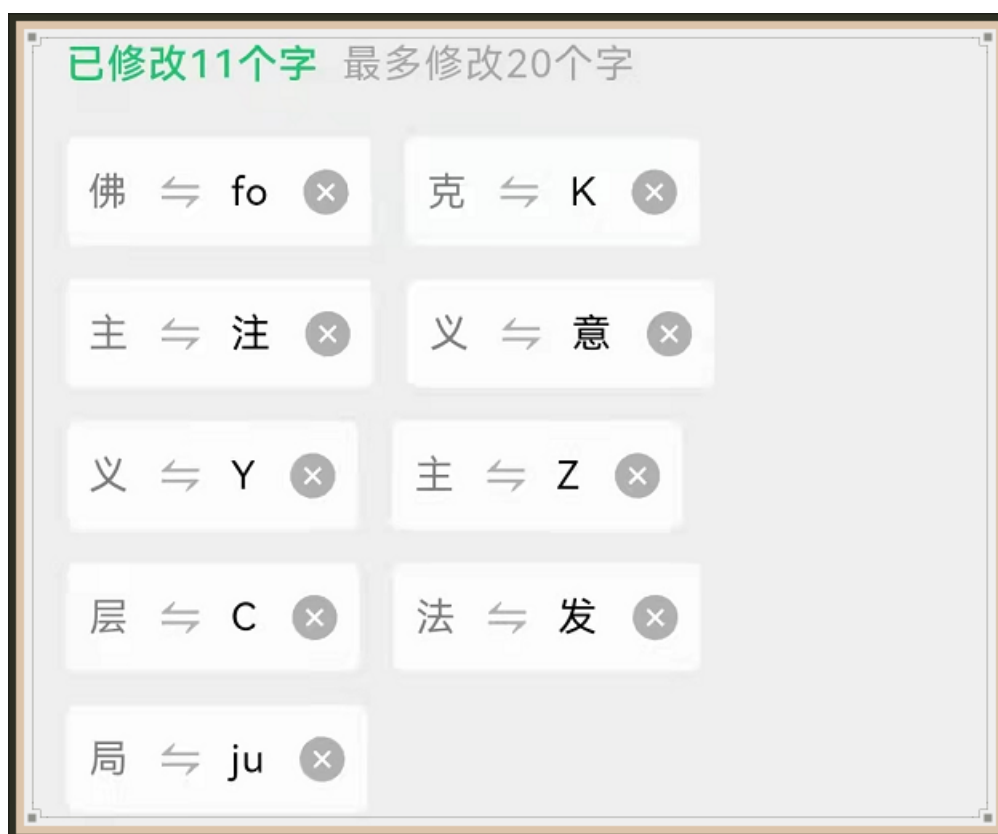 已修改11个字 最多修改20个字
佛 ⇋ fo 克 ⇋ K
主 ⇋ 注 义 ⇋ 意
义 ⇋ Y 主 ⇋ Z
层 ⇋ C 法 ⇋ 发
局 ⇋ ju